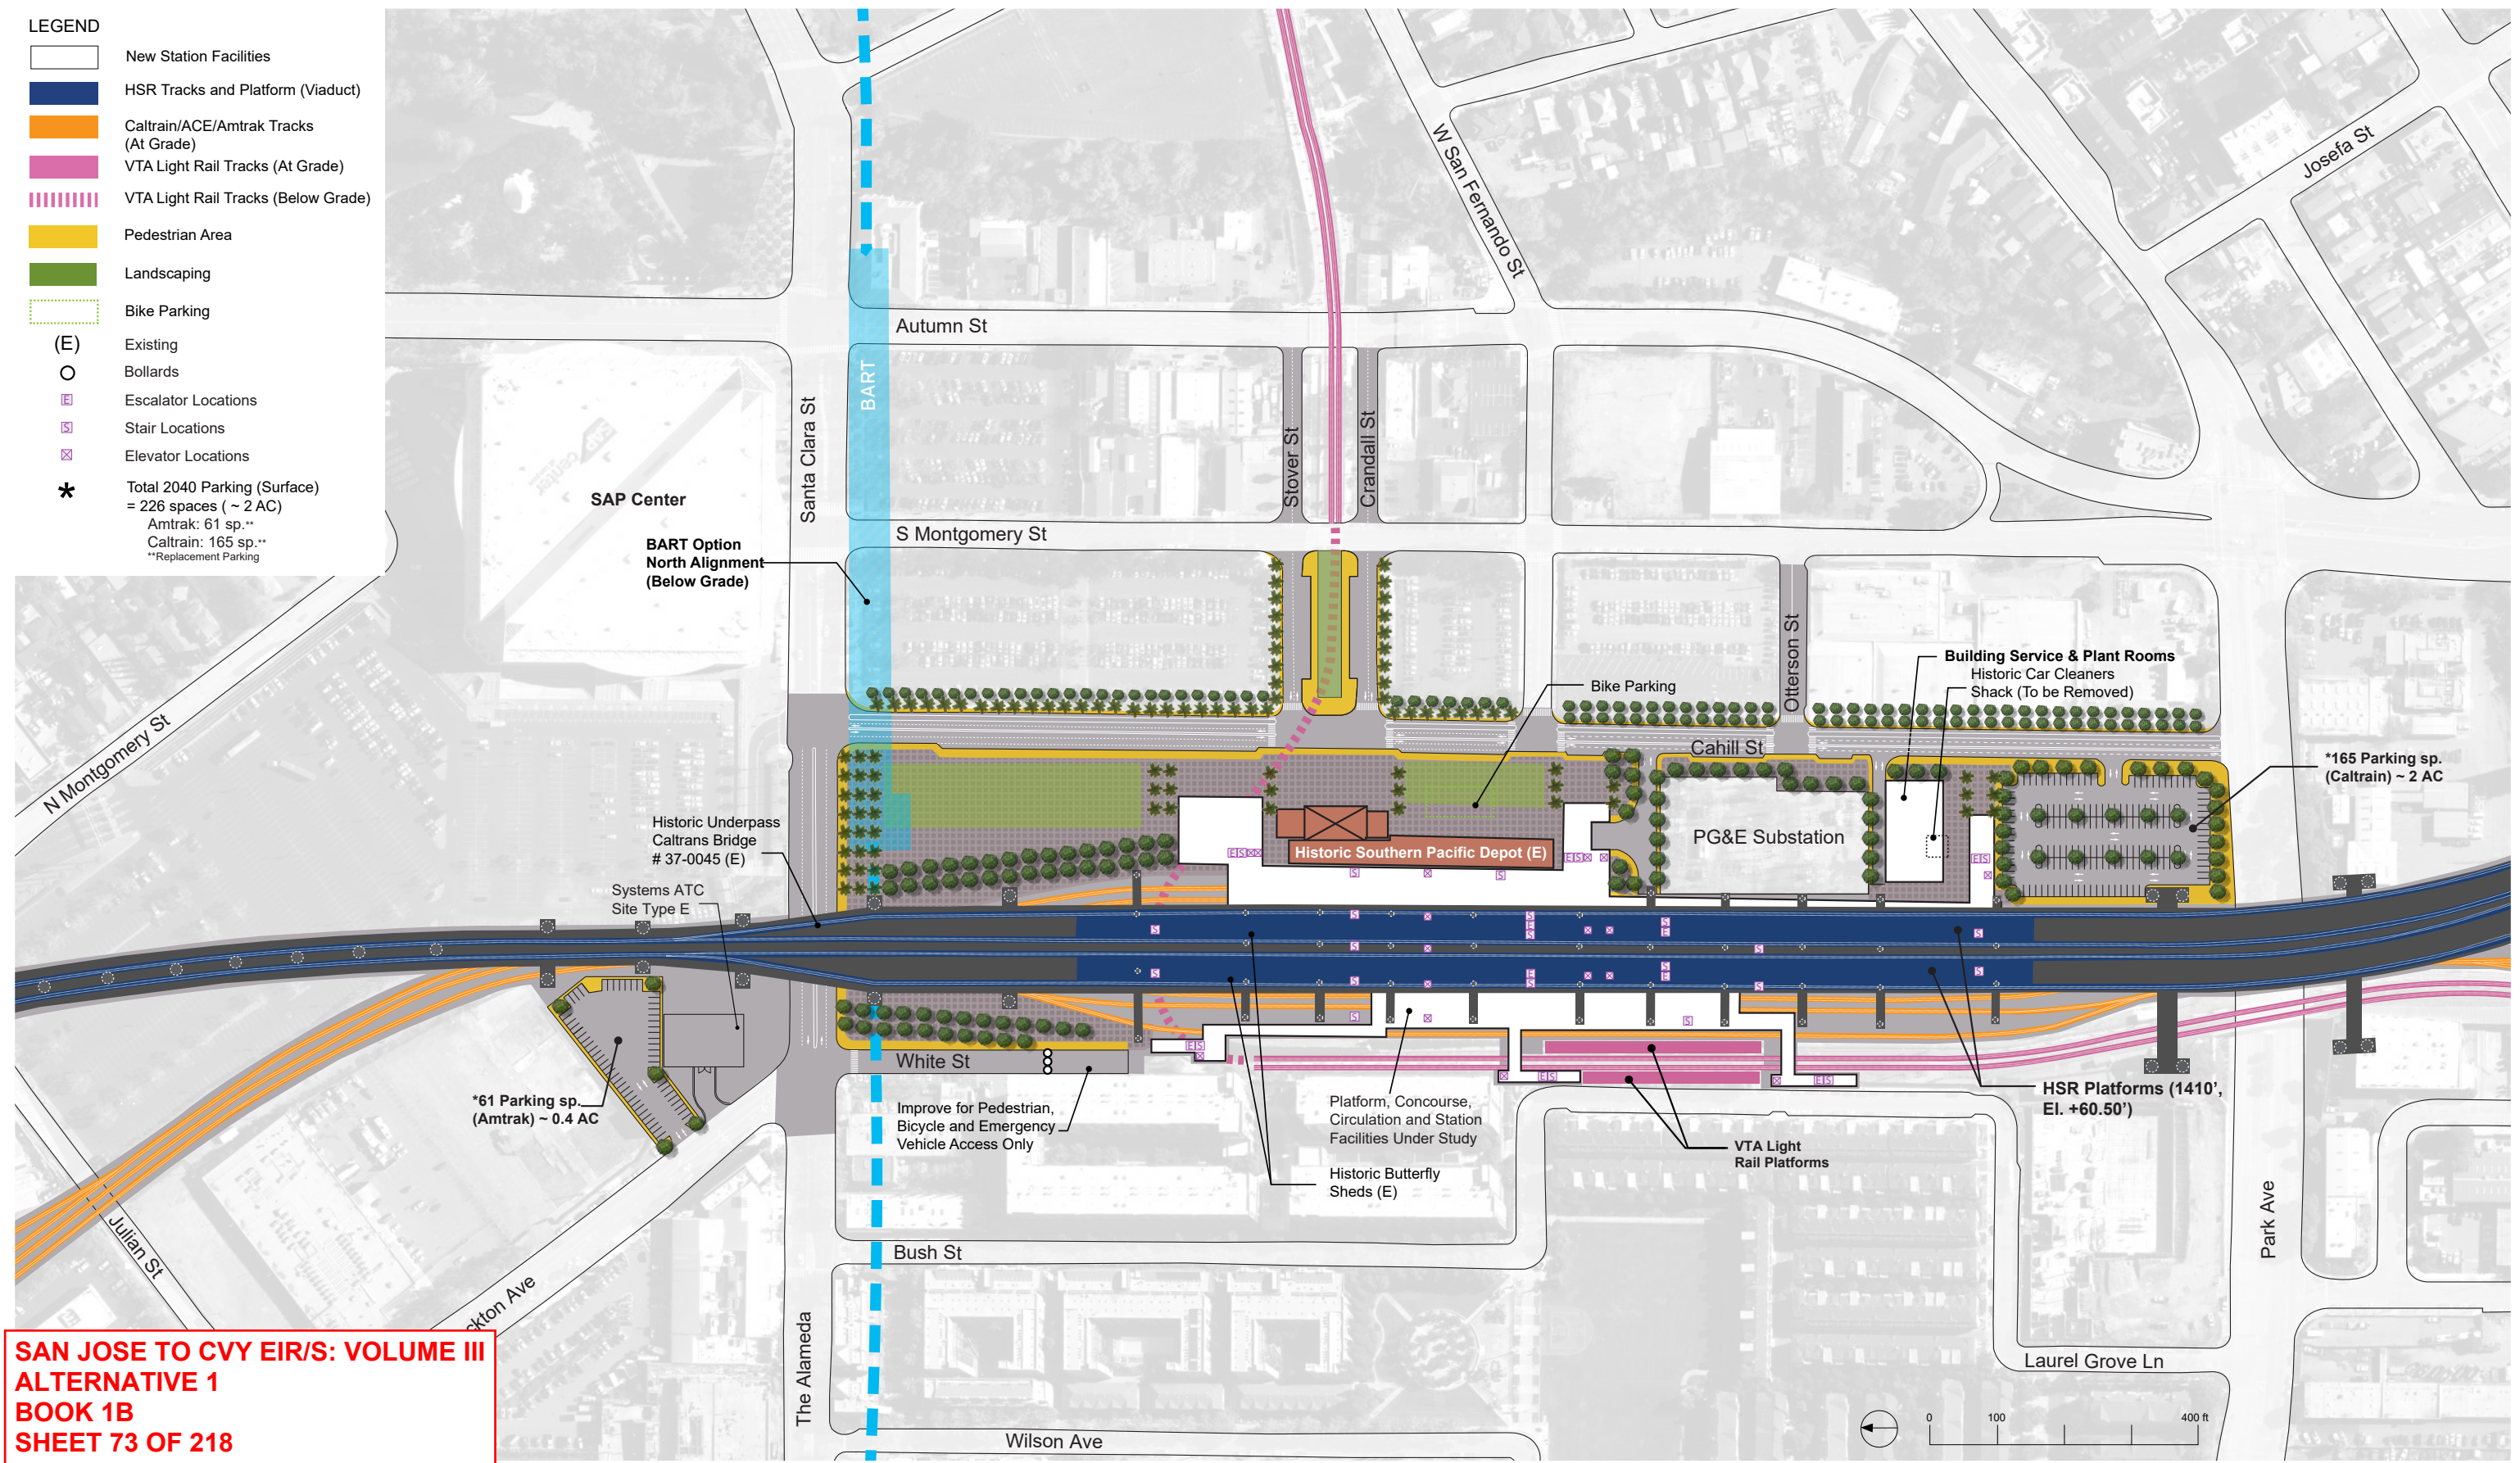 LEGEND
New Station Facilities
HSR Tracks and Platform (Viaduct)
Caltrain/ACE/Amtrak Tracks
(At Grade)
VTA Light Rail Tracks (At Grade)
VTA Light Rail Tracks (Below Grade)
Pedestrian Area
Landscaping
Bike Parking
(E) Existing
Bollards
E Escalator Locations
S Stair Locations
Elevator Locations
* Total 2040 Parking (Surface)
= 226 spaces ( ~ 2 AC)
Amtrak: 61 sp.**
Caltrain: 165 sp.**
**Replacement Parking
W San Fernando St
Josefa St
Autumn St
BART
Santa Clara St
Stover St
Crandall St
SAP Center
S Montgomery St
BART Option
North Alignment
(Below Grade)
Otterson St
Building Service & Plant Rooms
Historic Car Cleaners
Shack (To be Removed)
Bike Parking
Cahill St
N Montgomery St
*165 Parking sp.
(Caltrain) ~ 2 AC
Historic Underpass
Caltrans Bridge
# 37-0045 (E)
PG&E Substation
Historic Southern Pacific Depot (E)
Systems ATC
Site Type E
White St
*61 Parking sp.
(Amtrak) ~ 0.4 AC
Improve for Pedestrian,
Bicycle and Emergency
Vehicle Access Only
Platform, Concourse,
Circulation and Station
Facilities Under Study
HSR Platforms (1410',
El. +60.50')
VTA Light
Rail Platforms
Historic Butterfly
Sheds (E)
Julian St
Bush St
Park Ave
ckton Ave
The Alameda
Laurel Grove Ln
Wilson Ave
0 100 400 ft
SAN JOSE TO CVY EIR/S: VOLUME III
ALTERNATIVE 1
BOOK 1B
SHEET 73 OF 218